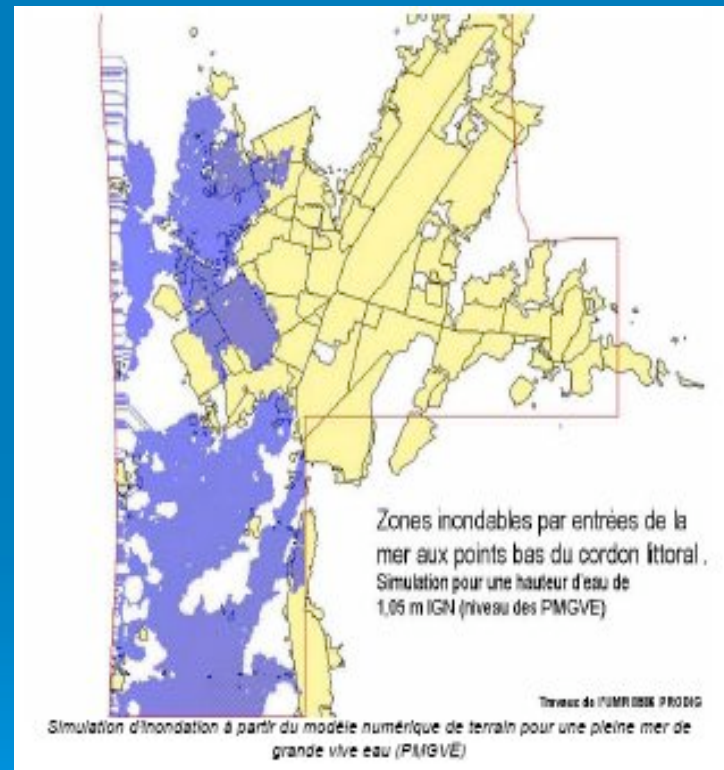 Zones inondables par entrées de la
mer aux points bas du cordon littoral .
Simulation pour une hauteur d'eau de
1,05 m IGN (niveau des PMGVE)
Travaux de l'UMR 8586 PRODIG
Simulation d'inondation à partir du modèle numérique de terrain pour une pleine mer de
grande vive eau (PMGVE)